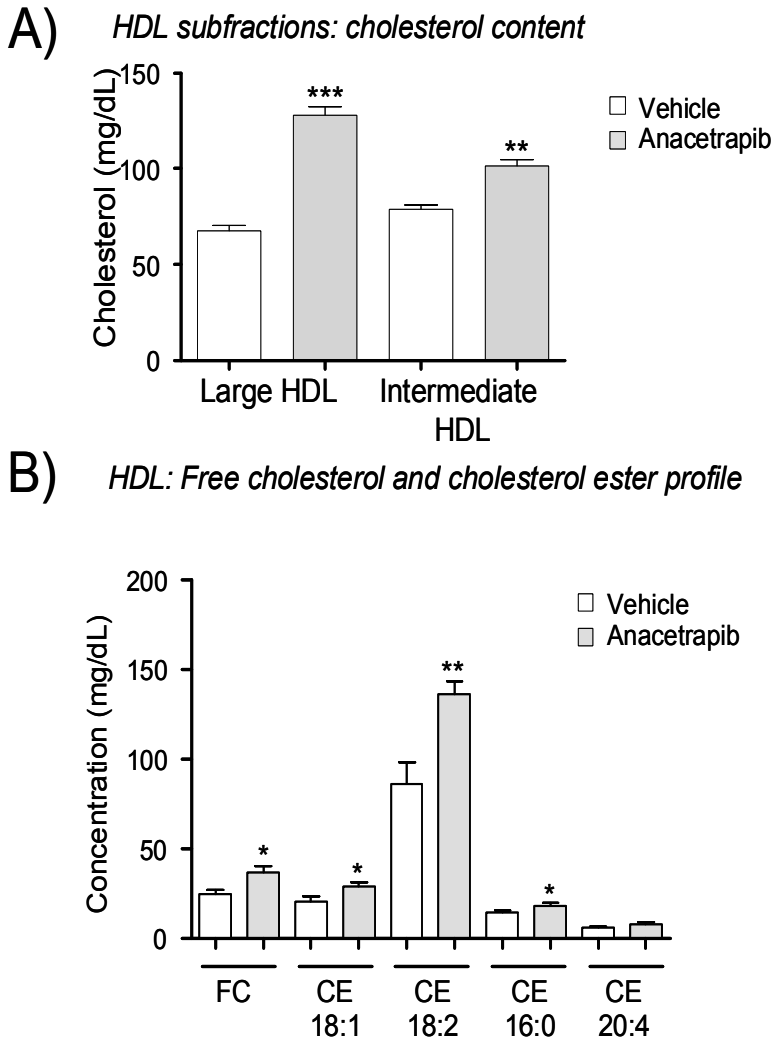 A)
HDL subfractions: cholesterol content
Cholesterol (mg/dL)
150
100
50
0
***
**
Vehicle
Anacetrapib
Large HDL
Intermediate
HDL
B)
HDL: Free cholesterol and cholesterol ester profile
Concentration (mg/dL)
200
150
100
50
0
Vehicle
Anacetrapib
*
*
**
*
FC
CE
18:1
CE
18:2
CE
16:0
CE
20:4